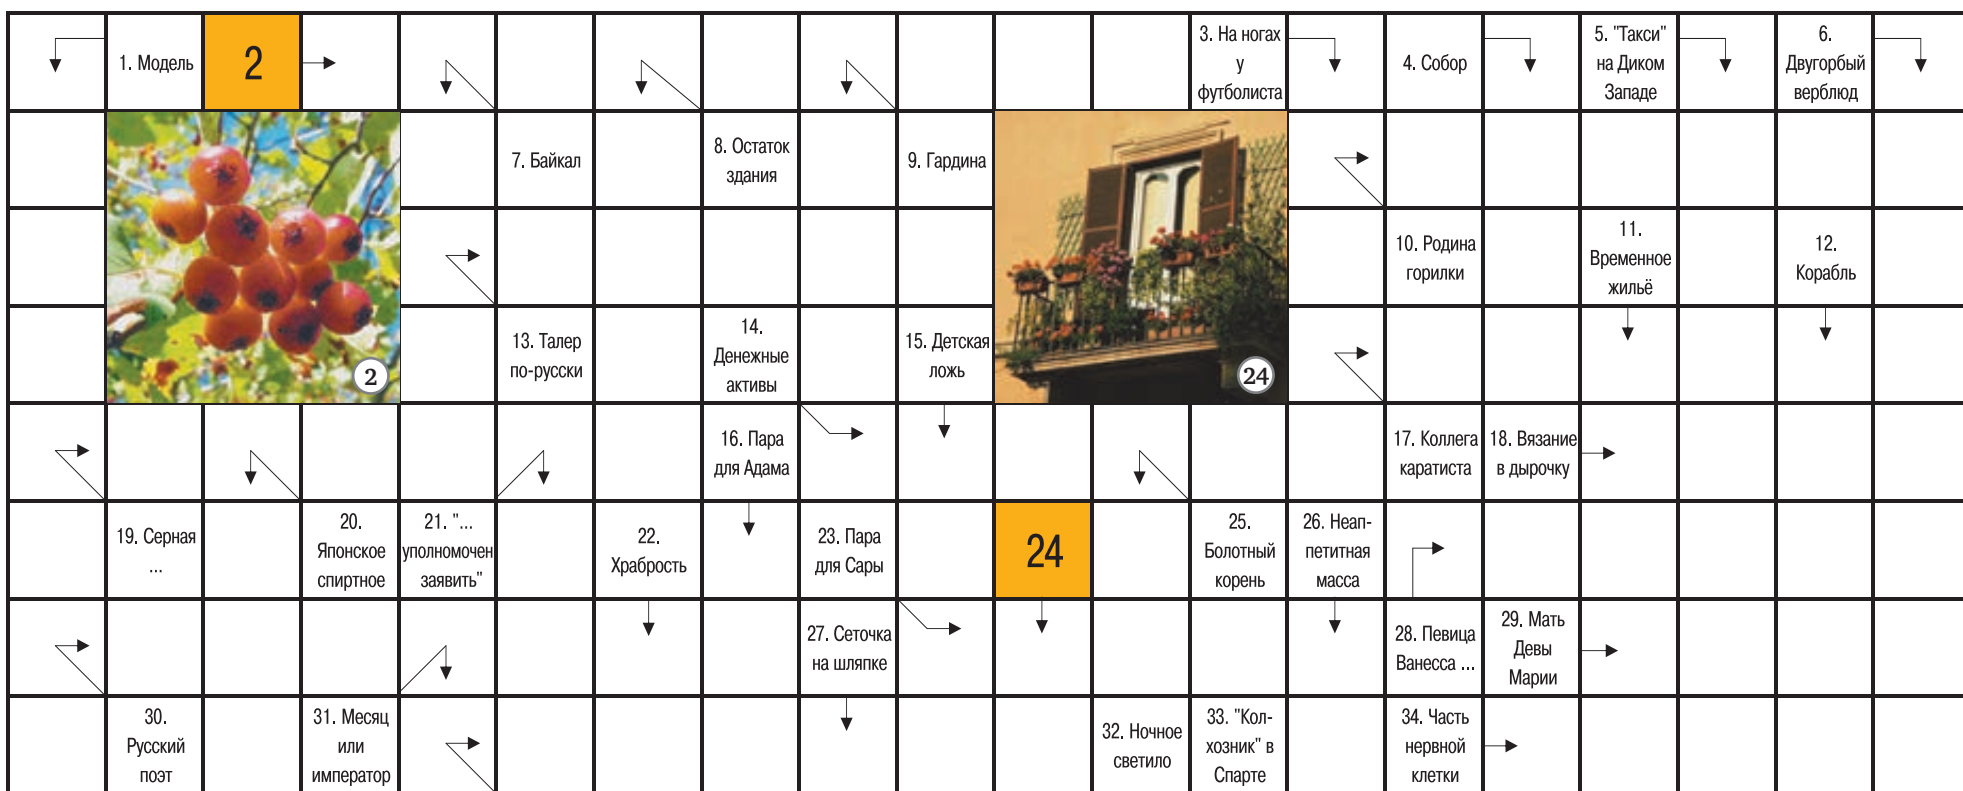 1. Модель
2
3. На ногах
у
футболиста
4. Собор
5. "Такси"
на Диком
Западе
6.
Двугорбый
верблюд
7. Байкал
8. Остаток
здания
9. Гардина
10. Родина
горилки
11.
Временное
жильё
12.
Корабль
2
13. Талер
по-русски
14.
Денежные
активы
15. Детская
ложь
24
16. Пара
для Адама
17. Коллега
каратиста
18. Вязание
в дырочку
19. Серная
...
20.
Японское
спиртное
21. "...
уполномочен
заявить"
22.
Храбрость
23. Пара
для Сары
24
25.
Болотный
корень
26. Неап-
петитная
масса
27. Сеточка
на шляпке
28. Певица
Ванесса ...
29. Мать
Девы
Марии
30.
Русский
поэт
31. Месяц
или
император
32. Ночное
светило
33. "Кол-
хозник" в
Спарте
34. Часть
нервной
клетки